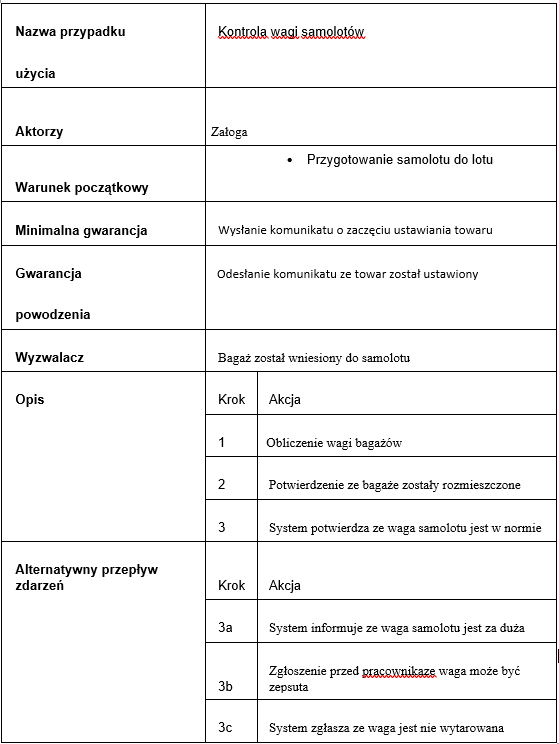 Nazwa przypadku
użycia
Kontrola wagi samolotów
Aktorzy
Załoga
Warunek początkowy
• Przygotowanie samolotu do lotu
Minimalna gwarancja
Wysłanie komunikatu o zaczęciu ustawiania towaru
Gwarancja
powodzenia
Odesłanie komunikatu ze towar został ustawiony
Wyzwalacz
Bagaż został wniesiony do samolotu
Opis
Krok Akcja
1 Obliczenie wagi bagażów
2 Potwierdzenie ze bagaże zostały rozmieszczone
3 System potwierdza ze waga samolotu jest w normie
Alternatywny przepływ
zdarzeń
Krok Akcja
3a System informuje ze waga samolotu jest za duża
3b Zgłoszenie przed pracownikaze waga może być
zepsuta
3c System zgłasza ze waga jest nie wytarowana